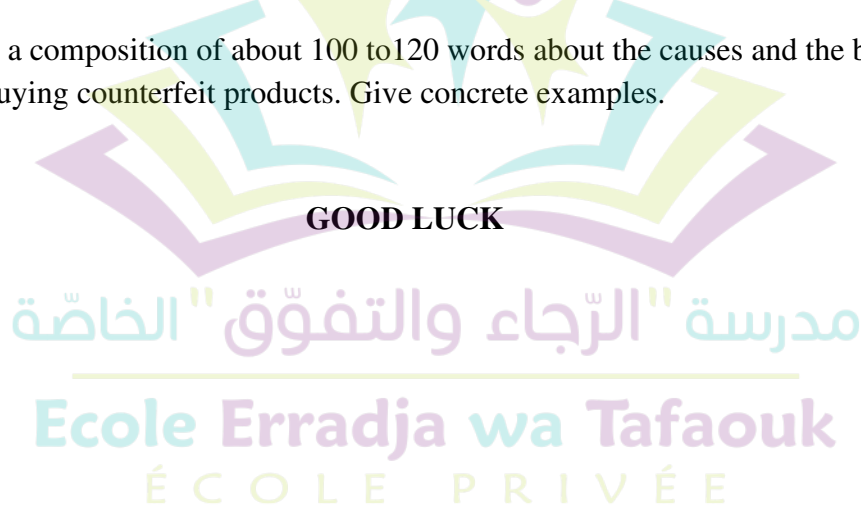 a composition of about 100 to120 words about the causes and the b
uying counterfeit products. Give concrete examples.
GOOD LUCK
مدرسة "الرّجاء والتفوّق" الخاصّة
Ecole Erradja wa Tafaouk
ÉCOLE PRIVÉE